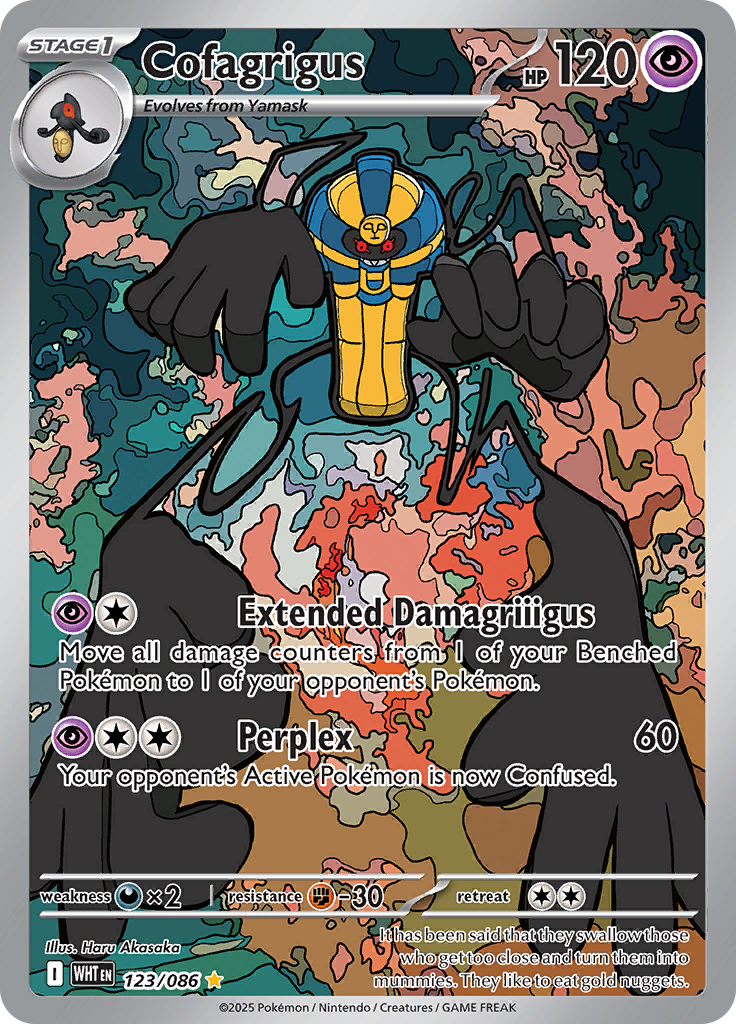 STAGE1
Cofagrigus
HP 120
Evolves from Yamask
Extended Damagriiigus
Move all damage counters from 1 of your Benched
Pokémon to 1 of your opponent's Pokémon.
Perplex 60
Your opponent's Active Pokémon is now Confused.
weakness ×2 resistance -30 retreat
Illus. Haru Akasaka
It has been said that they swallow those
who get too close and turn them into
mummies. They like to eat gold nuggets.
I WHT EN 123/086
©2025 Pokémon / Nintendo / Creatures / GAME FREAK